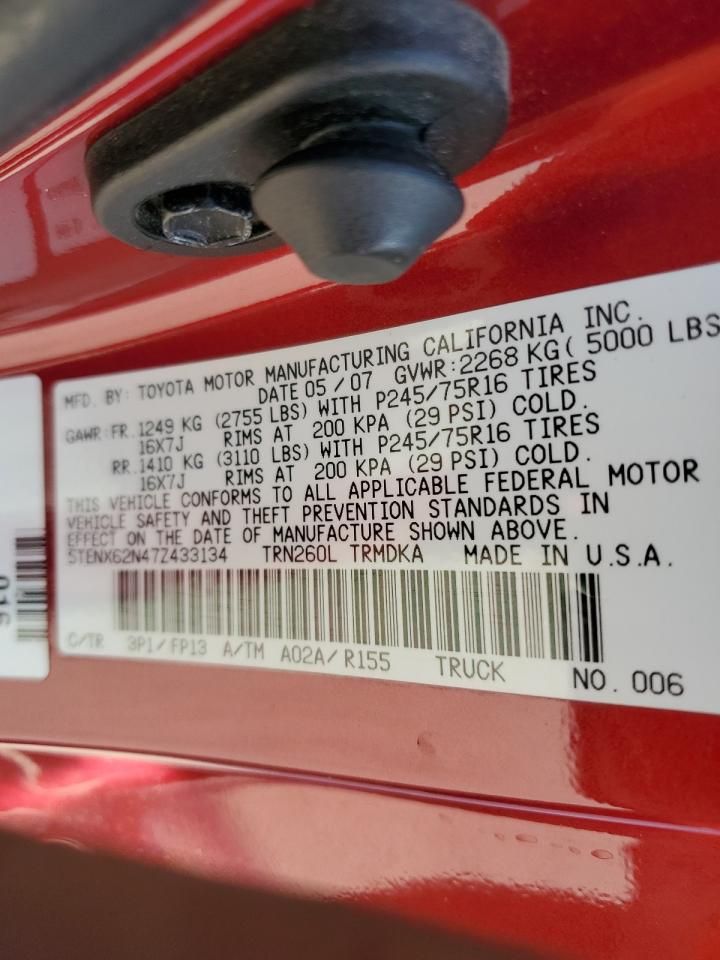 MFD. BY: TOYOTA MOTOR MANUFACTURING CALIFORNIA INC.
DATE 05/07 GVWR:2268 KG( 5000 LBS
GAWR:FR.1249 KG (2755 LBS) WITH P245/75R16 TIRES
16X7J RIMS AT 200 KPA (29 PSI) COLD.
RR.1410 KG (3110 LBS) WITH P245/75R16 TIRES
16X7J RIMS AT 200 KPA (29 PSI) COLD.
THIS VEHICLE CONFORMS TO ALL APPLICABLE FEDERAL MOTOR
VEHICLE SAFETY AND THEFT PREVENTION STANDARDS IN
EFFECT ON THE DATE OF MANUFACTURE SHOWN ABOVE.
5TENX62N47Z433134 TRN260L TRMDKA MADE IN U.S.A.
C/TR 3P1/FP13 A/TM A02A/R155 TRUCK NO. 006